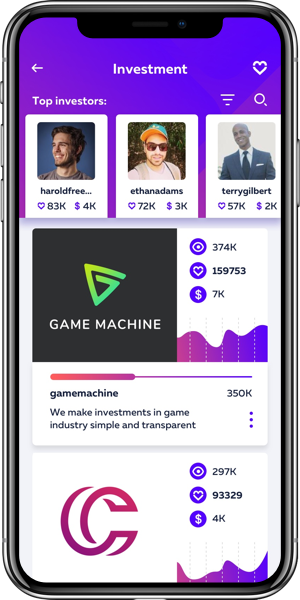 Investment
Top investors:
haroldfree...
83K $ 4K
ethanadams
72K $ 3K
terrygilbert
57K $ 2K
374K
159753
$ 7K
GAME MACHINE
gamemachine 350K
We make investments in game
industry simple and transparent
297K
93329
$ 4K